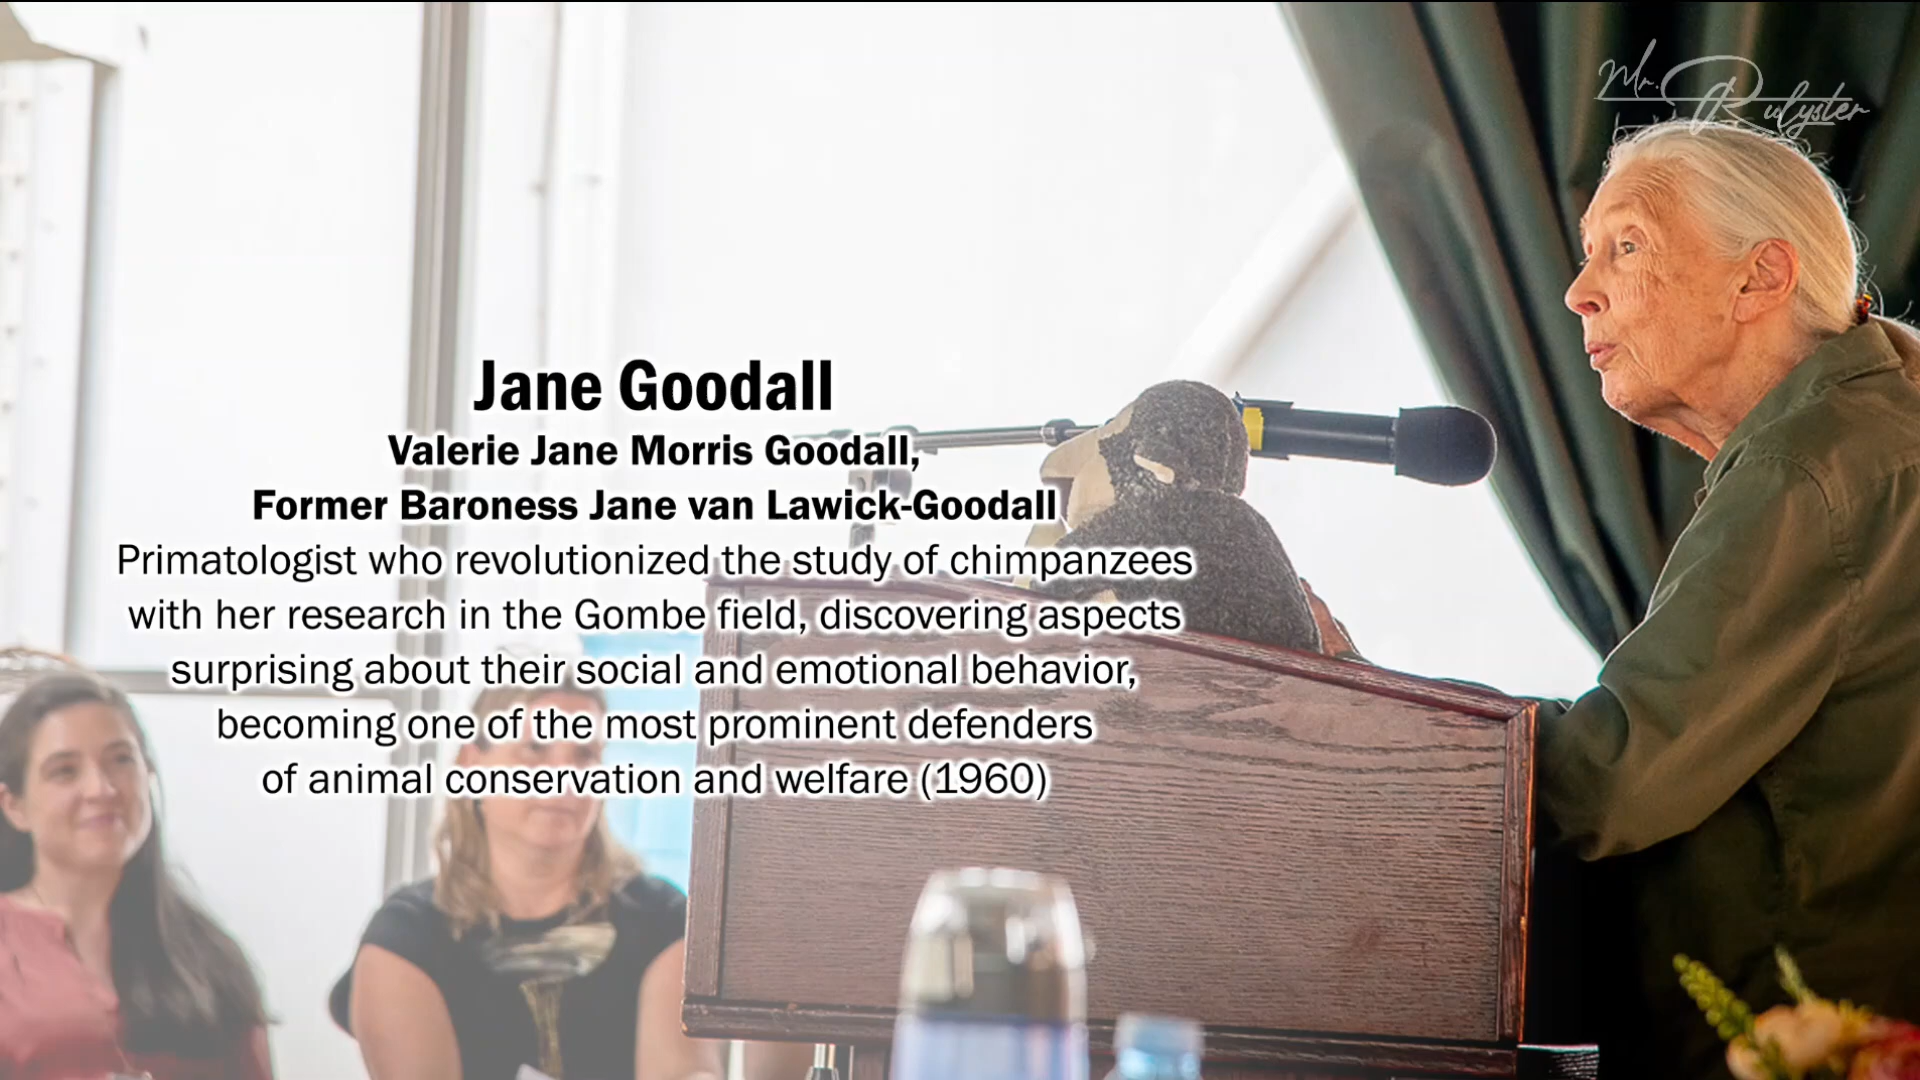 Mr. Rulyster
Jane Goodall
Valerie Jane Morris Goodall,
Former Baroness Jane van Lawick-Goodall
Primatologist who revolutionized the study of chimpanzees
with her research in the Gombe field, discovering aspects
surprising about their social and emotional behavior,
becoming one of the most prominent defenders
of animal conservation and welfare (1960)